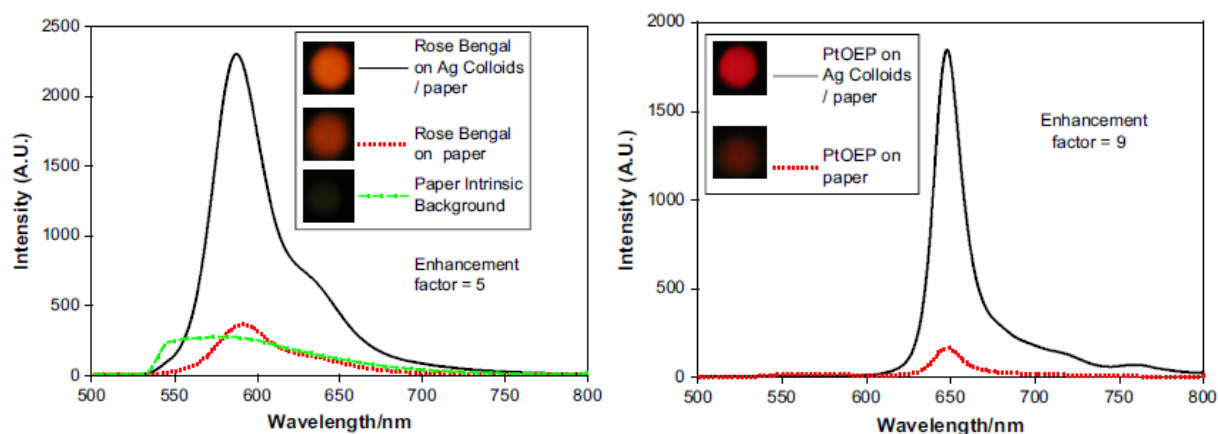 2500
2000
1500
1000
500
0
500
550
600
650
700
750
800
Intensity (A.U.)
Wavelength/nm
Rose Bengal
on Ag Colloids
/ paper
Rose Bengal
on paper
Paper Intrinsic
Background
Enhancement
factor = 5
2000
1500
1000
500
0
500
550
600
650
700
750
800
Intensity (A.U.)
Wavelength/nm
PtOEP on
Ag Colloids
/ paper
PtOEP on
paper
Enhancement
factor = 9